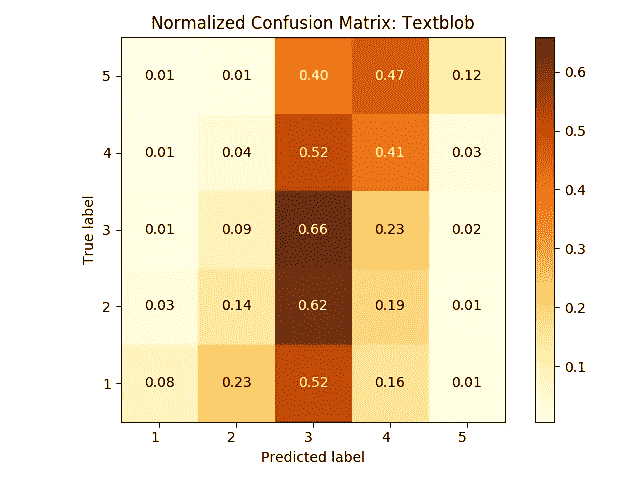 Normalized Confusion Matrix: Textblob
True label
5 0.01 0.01 0.40 0.47 0.12
4 0.01 0.04 0.52 0.41 0.03
3 0.01 0.09 0.66 0.23 0.02
2 0.03 0.14 0.62 0.19 0.01
1 0.08 0.23 0.52 0.16 0.01
1 2 3 4 5
Predicted label
0.6
0.5
0.4
0.3
0.2
0.1